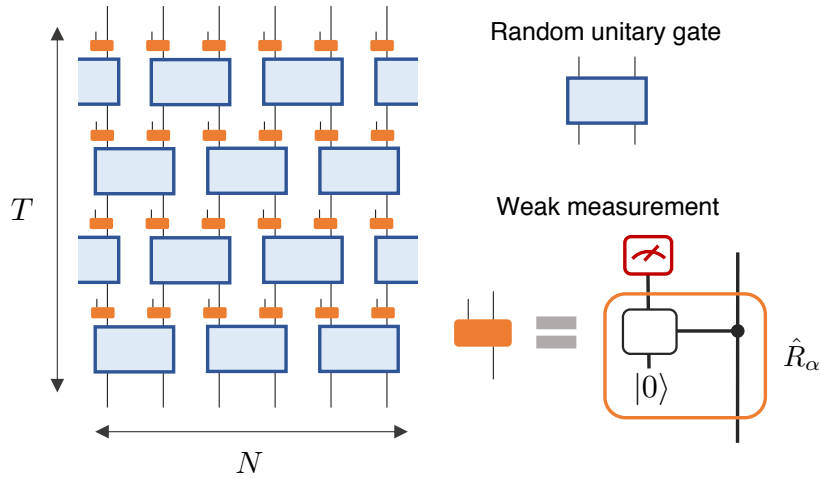 Random unitary gate
T
Weak measurement
|0⟩
R̂α
N